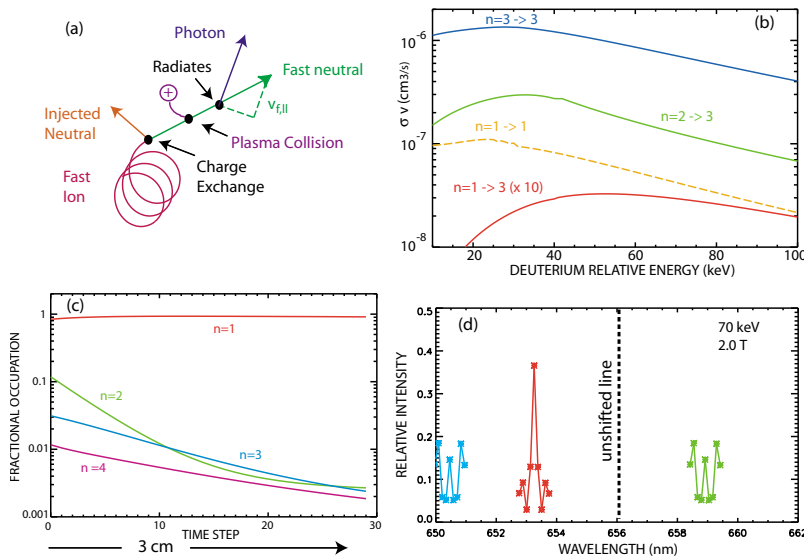 (a)
Photon
Radiates
Fast neutral
+
v f,ll
Injected
Neutral
Plasma Collision
Charge
Exchange
Fast
Ion
(b)
n=3 -> 3
n=2 -> 3
n=1 -> 1
n=1 -> 3 (x 10)
σ v (cm3/s)
10-6
10-7
10-8
20 40 60 80 100
DEUTERIUM RELATIVE ENERGY (keV)
(c)
n=1
n=2
n=3
n=4
FRACTIONAL OCCUPATION
1
0.1
0.01
0.001
0 10 20 30
TIME STEP
3 cm
(d)
70 keV
2.0 T
unshifted line
RELATIVE INTENSITY
0.5
0.4
0.3
0.2
0.1
0.0
650 652 654 656 658 660 662
WAVELENGTH (nm)